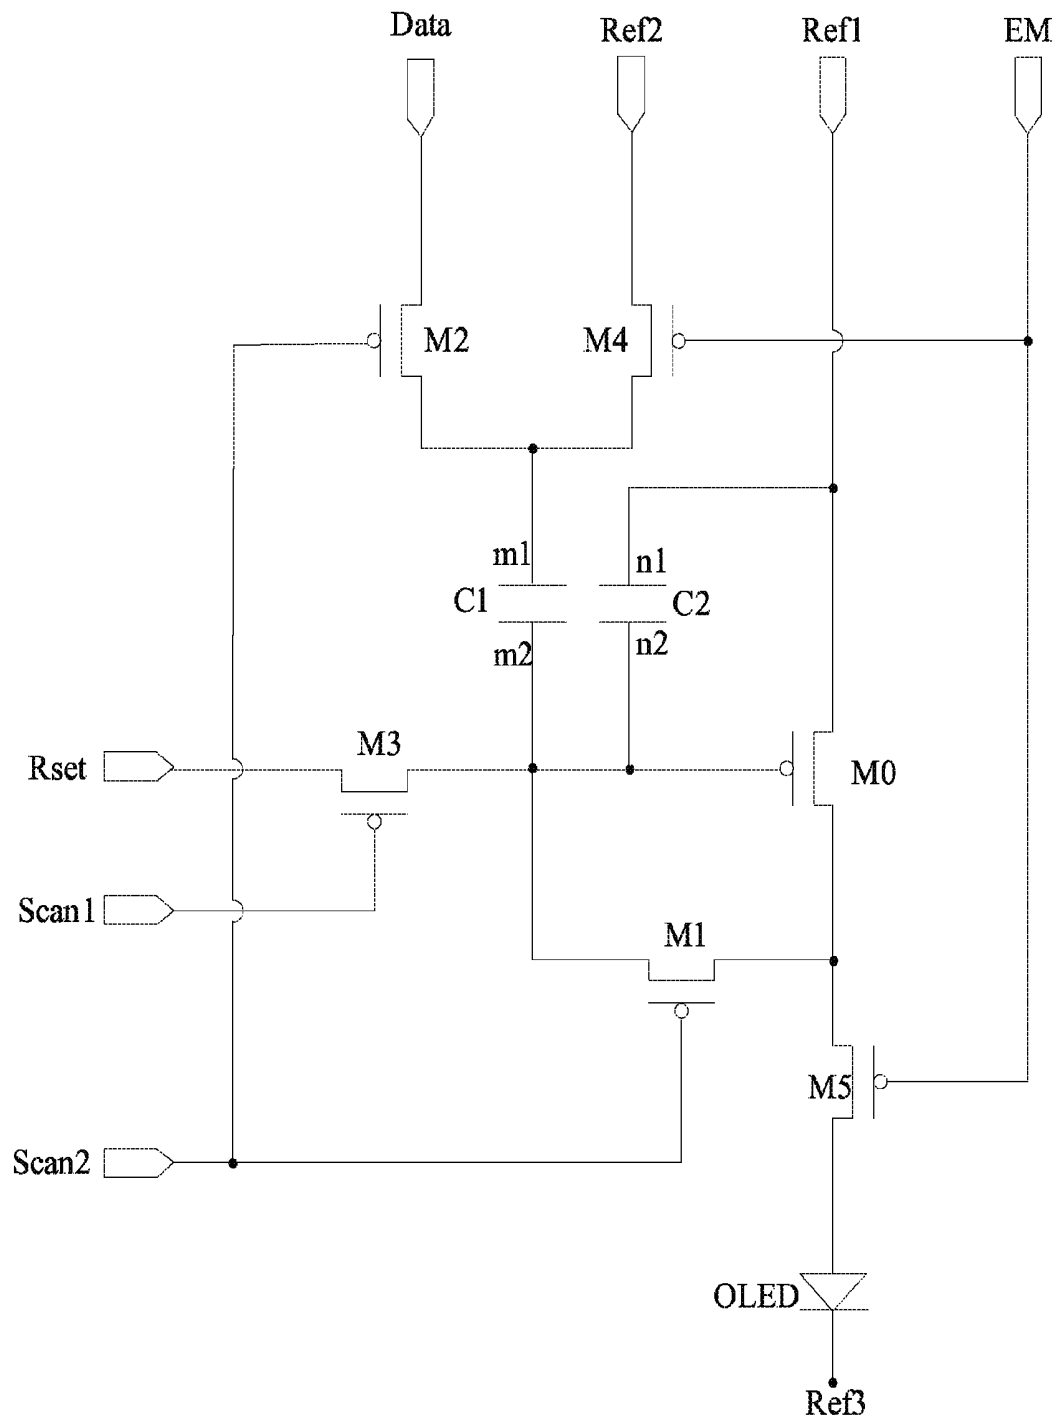 Data
Ref2
Ref1
EM
M2
M4
m1
n1
C1
C2
m2
n2
M3
Rset
M0
Scan1
M1
M5
Scan2
OLED
Ref3